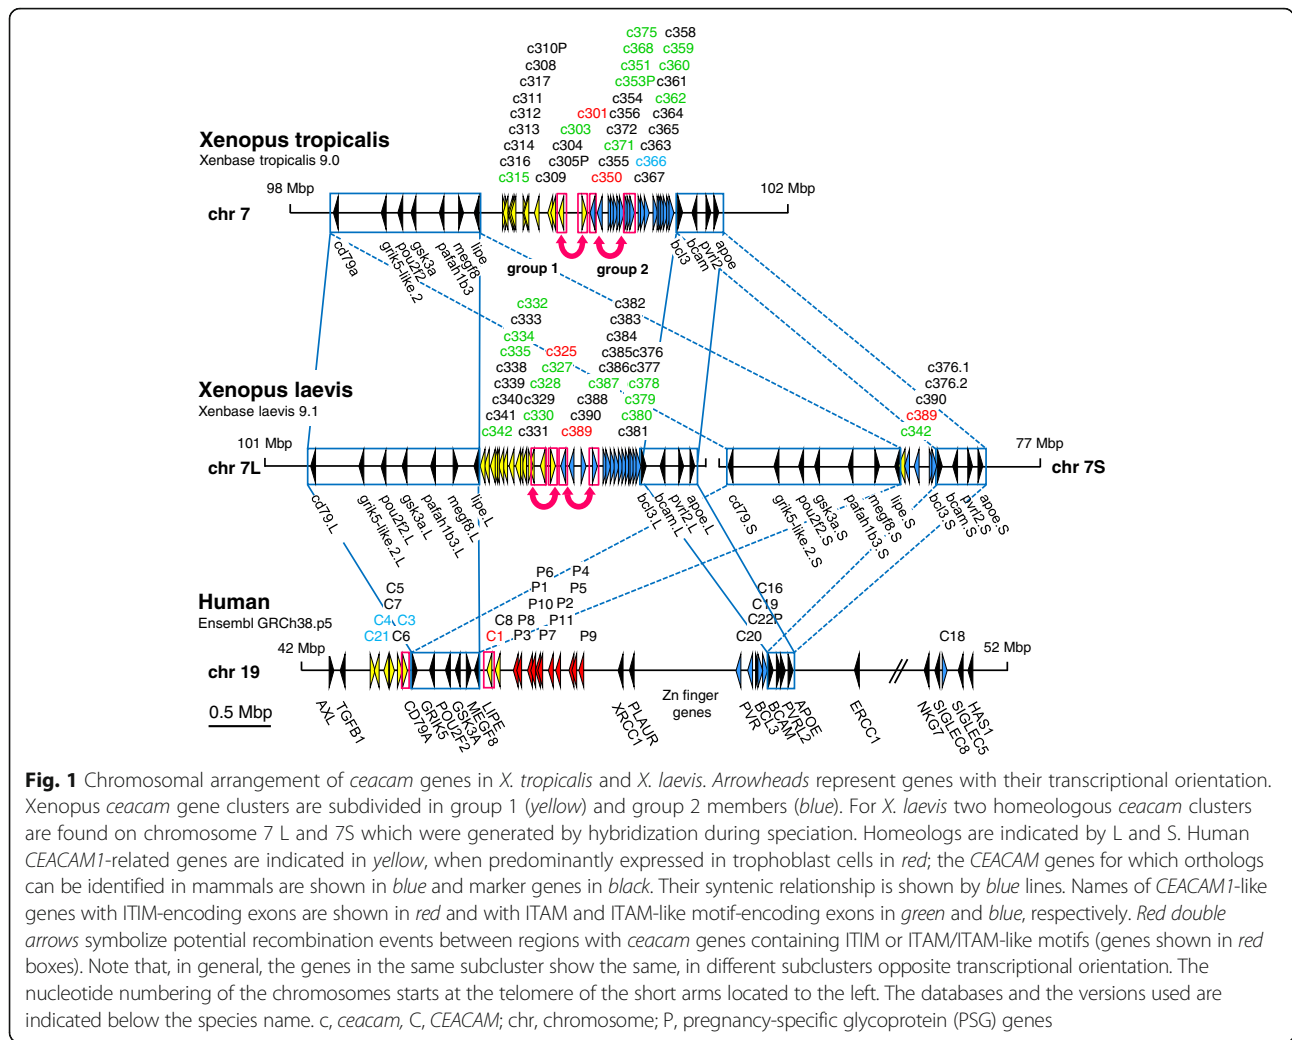 c375 c358
c310P c368 c359
c308 c351 c360
c317 c353P c361
c311 c354 c362
c312 c301 c356 c364
Xenopus tropicalis c313 c303 c372 c365
Xenbase tropicalis 9.0 c314 c304 c371 c363
c316 c305P c355 c366
c315 c309 c350 c367
98 Mbp 102 Mbp
chr 7
cd79a grik5-like.2 pou2f2 gsk3a pafah1b3 megf8 lipe bcl3 bcam pvrl2 apoe
group 1 group 2
c332 c382
c333 c383
c334 c384
c335 c325 c385 c376
c338 c327 c386 c377 c376.1
Xenopus laevis c339 c328 c387 c378 c376.2
Xenbase laevis 9.1 c340 c329 c388 c379 c390
c341 c330 c390 c380 c389
c342 c331 c389 c381 c342
101 Mbp 77 Mbp
chr 7L chr 7S
cd79.L grik5-like.2.L pou2f2.L gsk3a.L pafah1b3.L megf8.L lipe.L bcl3.L bcam.L pvrl2.L apoe.L cd79.S grik5-like.2.S pou2f2.S gsk3a.S pafah1b3.S megf8.S lipe.S bcl3.S bcam.S pvrl2.S apoe.S
P6 P4
C5 P1 P5 C16
Human C7 P10 P2 C19
Ensembl GRCh38.p5 C4 C3 C8 P8 P11 C22P
C21 C6 C1 P3 P7 P9 C20 C18
42 Mbp 52 Mbp
chr 19
0.5 Mbp
Zn finger
genes
AXL TGFB1 CD79A GRIK5 POU2F2 GSK3A MEGF8 LIPE XRCC1 PLAUR PVR BCL3 BCAM PVRL2 APOE ERCC1 NKG7 SIGLEC8 SIGLEC5 HAS1
Fig. 1 Chromosomal arrangement of ceacam genes in X. tropicalis and X. laevis. Arrowheads represent genes with their transcriptional orientation.
Xenopus ceacam gene clusters are subdivided in group 1 (yellow) and group 2 members (blue). For X. laevis two homeologous ceacam clusters
are found on chromosome 7 L and 7S which were generated by hybridization during speciation. Homeologs are indicated by L and S. Human
CEACAM1-related genes are indicated in yellow, when predominantly expressed in trophoblast cells in red; the CEACAM genes for which orthologs
can be identified in mammals are shown in blue and marker genes in black. Their syntenic relationship is shown by blue lines. Names of CEACAM1-like
genes with ITIM-encoding exons are shown in red and with ITAM and ITAM-like motif-encoding exons in green and blue, respectively. Red double
arrows symbolize potential recombination events between regions with ceacam genes containing ITIM or ITAM/ITAM-like motifs (genes shown in red
boxes). Note that, in general, the genes in the same subcluster show the same, in different subclusters opposite transcriptional orientation. The
nucleotide numbering of the chromosomes starts at the telomere of the short arms located to the left. The databases and the versions used are
indicated below the species name. c, ceacam, C, CEACAM; chr, chromosome; P, pregnancy-specific glycoprotein (PSG) genes